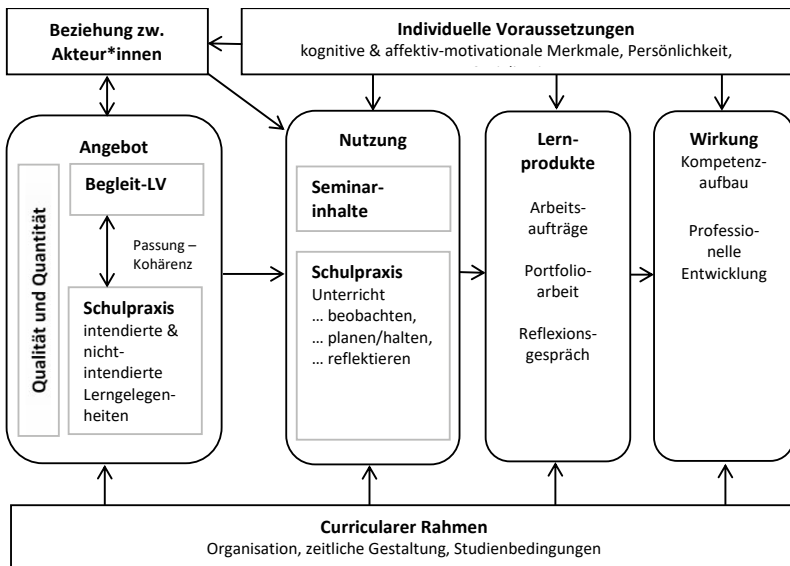 Beziehung zw.
Akteur*innen
Individuelle Voraussetzungen
kognitive & affektiv-motivationale Merkmale, Persönlichkeit,
Angebot
Qualität und Quantität
Begleit-LV
Passung –
Kohärenz
Schulpraxis
intendierte &
nicht-
intendierte
Lerngelegen-
heiten
Nutzung
Seminar-
inhalte
Schulpraxis
Unterricht
... beobachten,
... planen/halten,
... reflektieren
Lern-
produkte
Arbeits-
aufträge
Portfolio-
arbeit
Reflexions-
gespräch
Wirkung
Kompetenz-
aufbau
Professio-
nelle
Entwicklung
Curricularer Rahmen
Organisation, zeitliche Gestaltung, Studienbedingungen